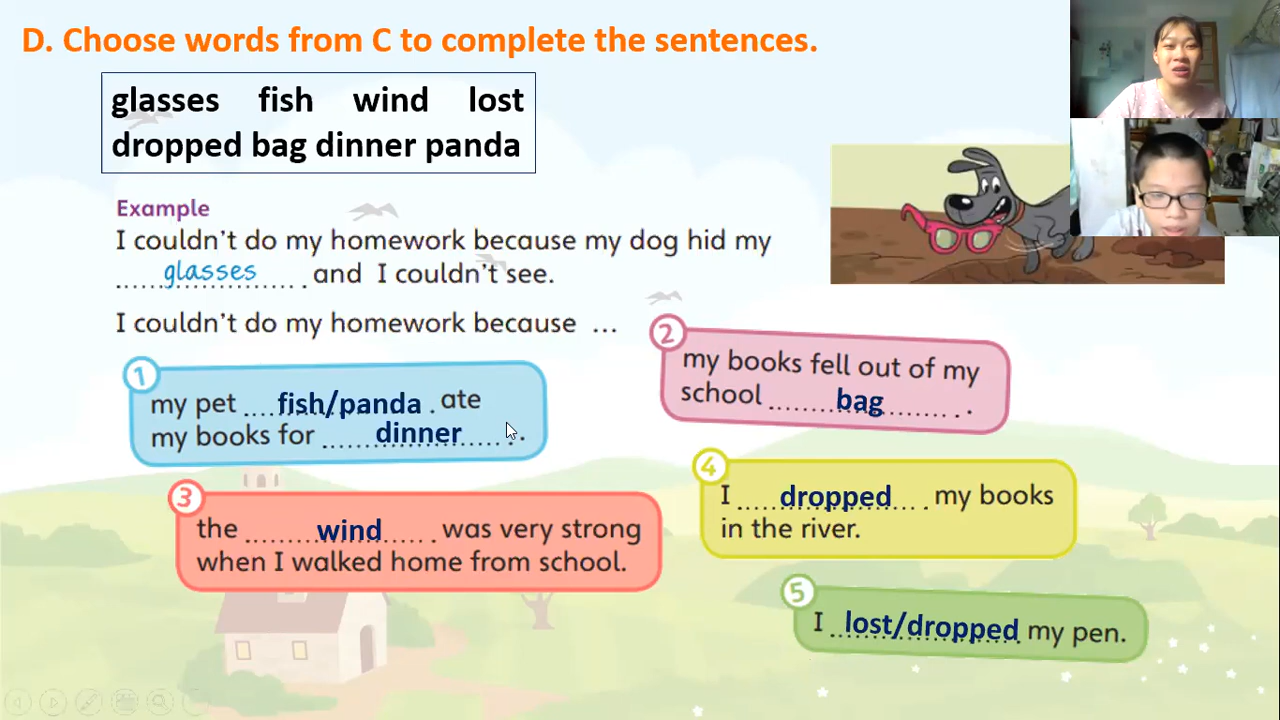 D. Choose words from C to complete the sentences.
glasses fish wind lost
dropped bag dinner panda
Example
I couldn't do my homework because my dog hid my
glasses and I couldn't see.
I couldn't do my homework because ...
1
my pet fish/panda ate
my books for dinner.
2
my books fell out of my
school bag.
3
the wind was very strong
when I walked home from school.
4
I dropped my books
in the river.
5
I lost/dropped my pen.